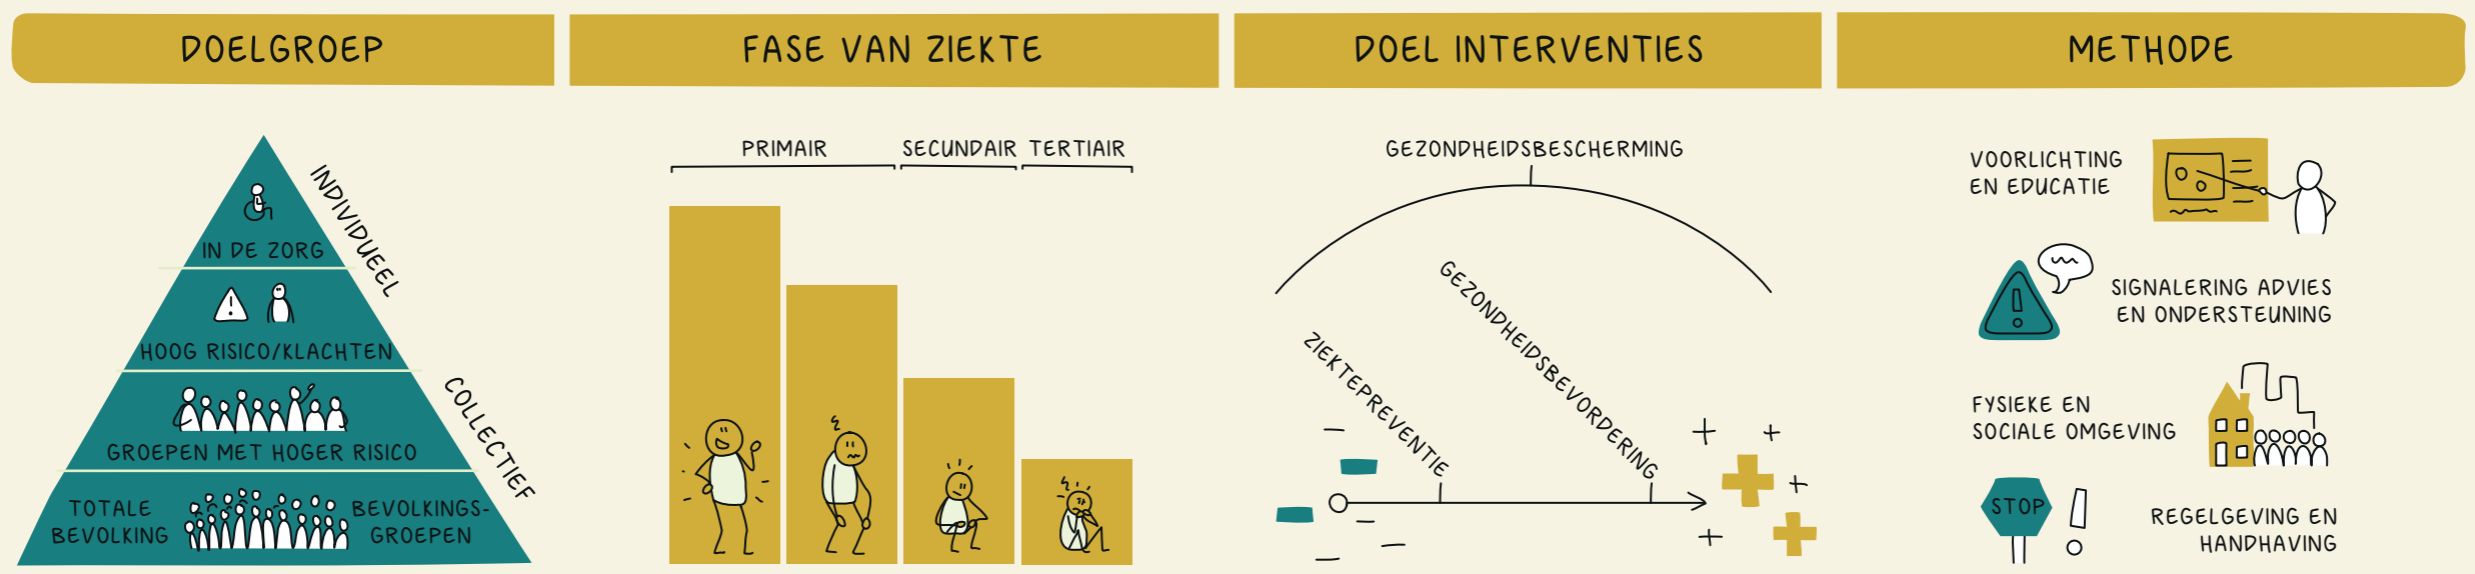 DOELGROEP
IN DE ZORG
HOOG RISICO/KLACHTEN
GROEPEN MET HOGER RISICO
TOTALE
BEVOLKING
BEVOLKINGS-
GROEPEN
INDIVIDUEEL
COLLECTIEF
FASE VAN ZIEKTE
PRIMAIR
SECUNDAIR
TERTIAIR
DOEL INTERVENTIES
GEZONDHEIDSBESCHERMING
ZIEKTEPREVENTIE
GEZONDHEIDSBEVORDERING
METHODE
VOORLICHTING
EN EDUCATIE
SIGNALERING ADVIES
EN ONDERSTEUNING
FYSIEKE EN
SOCIALE OMGEVING
STOP
REGELGEVING EN
HANDHAVING